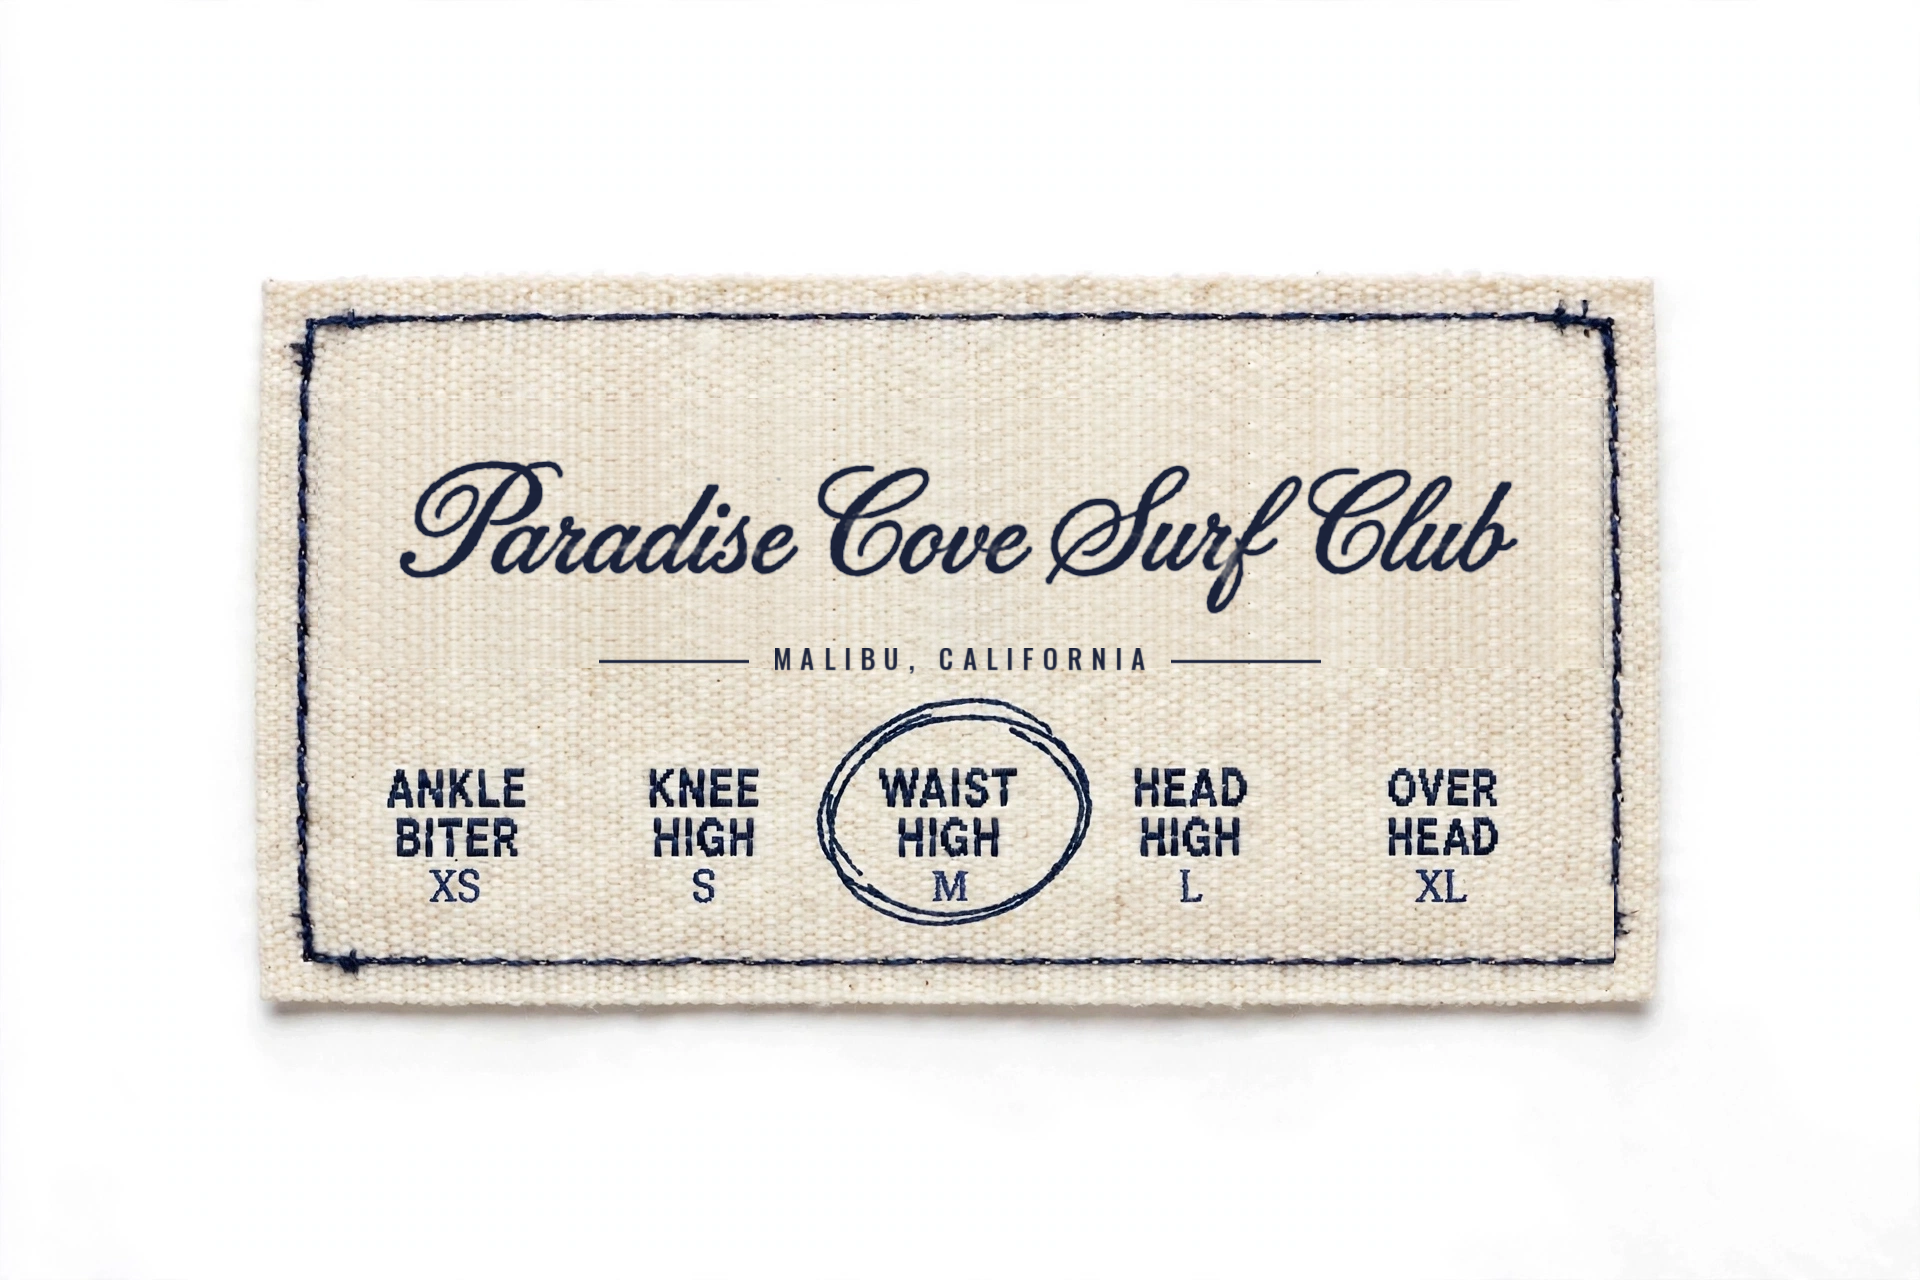 Paradise Cove Surf Club
MALIBU, CALIFORNIA
ANKLE BITER XS
KNEE HIGH S
WAIST HIGH M
HEAD HIGH L
OVER HEAD XL